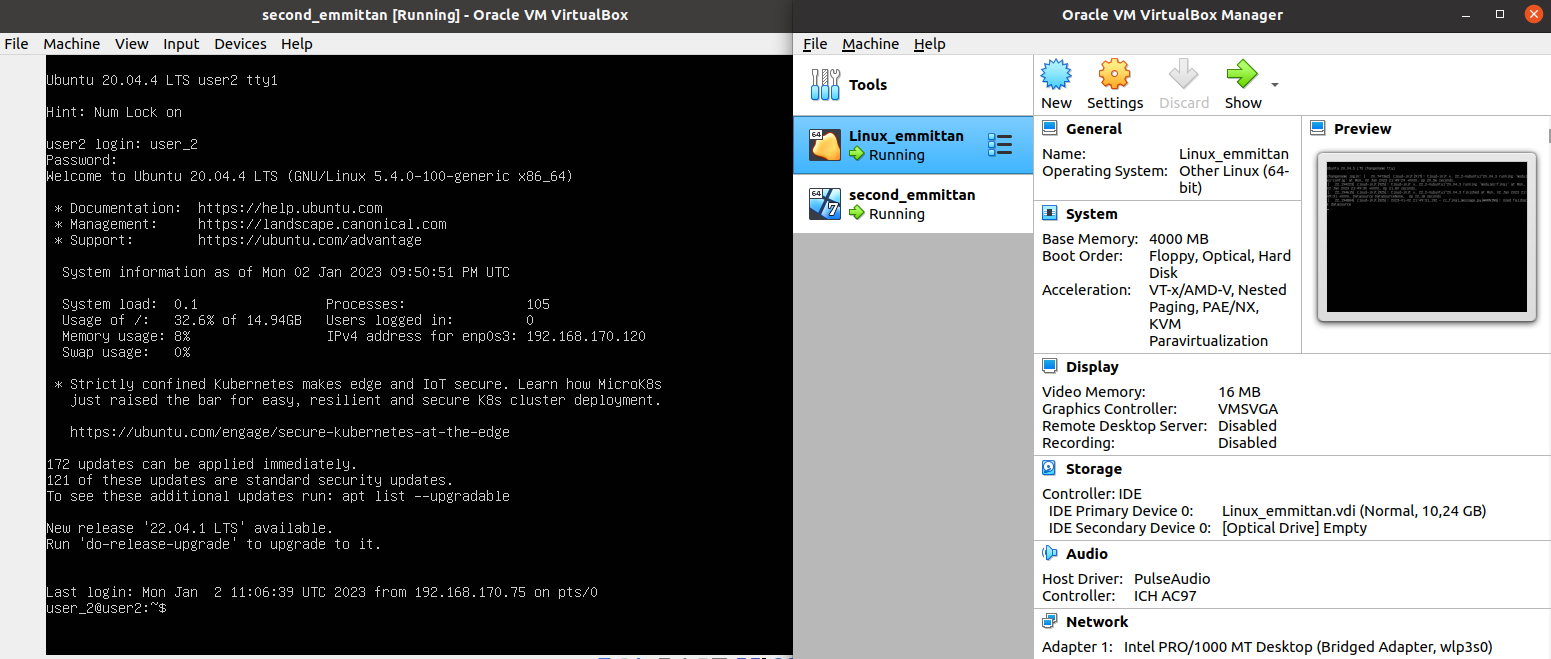 second_emmittan [Running] - Oracle VM VirtualBox
File Machine View Input Devices Help
Ubuntu 20.04.4 LTS user2 tty1
Hint: Num Lock on
user2 login: user_2
Password:
Welcome to Ubuntu 20.04.4 LTS (GNU/Linux 5.4.0-100-generic x86_64)
* Documentation: https://help.ubuntu.com
* Management: https://landscape.canonical.com
* Support: https://ubuntu.com/advantage
System information as of Mon 02 Jan 2023 09:50:51 PM UTC
System load: 0.1 Processes: 105
Usage of /: 32.6% of 14.94GB Users logged in: 0
Memory usage: 8% IPv4 address for enp0s3: 192.168.170.120
Swap usage: 0%
* Strictly confined Kubernetes makes edge and IoT secure. Learn how MicroK8s
just raised the bar for easy, resilient and secure K8s cluster deployment.
https://ubuntu.com/engage/secure-kubernetes-at-the-edge
172 updates can be applied immediately.
121 of these updates are standard security updates.
To see these additional updates run: apt list --upgradable
New release '22.04.1 LTS' available.
Run 'do-release-upgrade' to upgrade to it.
Last login: Mon Jan  2 11:06:39 UTC 2023 from 192.168.170.75 on pts/0
user_2@user2:~$
Oracle VM VirtualBox Manager
File Machine Help
Tools
64
Linux_emmittan
Running
64
7
second_emmittan
Running
New Settings Discard Show
General
Name: Linux_emmittan
Operating System: Other Linux (64-
bit)
System
Base Memory: 4000 MB
Boot Order: Floppy, Optical, Hard
Disk
Acceleration: VT-x/AMD-V, Nested
Paging, PAE/NX,
KVM
Paravirtualization
Preview
Display
Video Memory: 16 MB
Graphics Controller: VMSVGA
Remote Desktop Server: Disabled
Recording: Disabled
Storage
Controller: IDE
IDE Primary Device 0: Linux_emmittan.vdi (Normal, 10,24 GB)
IDE Secondary Device 0: [Optical Drive] Empty
Audio
Host Driver: PulseAudio
Controller: ICH AC97
Network
Adapter 1: Intel PRO/1000 MT Desktop (Bridged Adapter, wlp3s0)